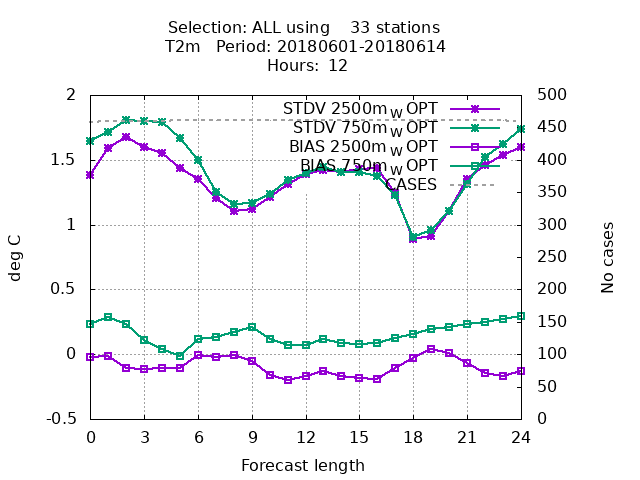 Selection: ALL using 33 stations
T2m Period: 20180601-20180614
Hours: 12
STDV 2500m_W OPT
STDV 750m_W OPT
BIAS 2500m_W OPT
BIAS 750m_W OPT
CASES
2
1.5
1
0.5
0
-0.5
500
450
400
350
300
250
200
150
100
50
0
deg C
No cases
0 3 6 9 12 15 18 21 24
Forecast length